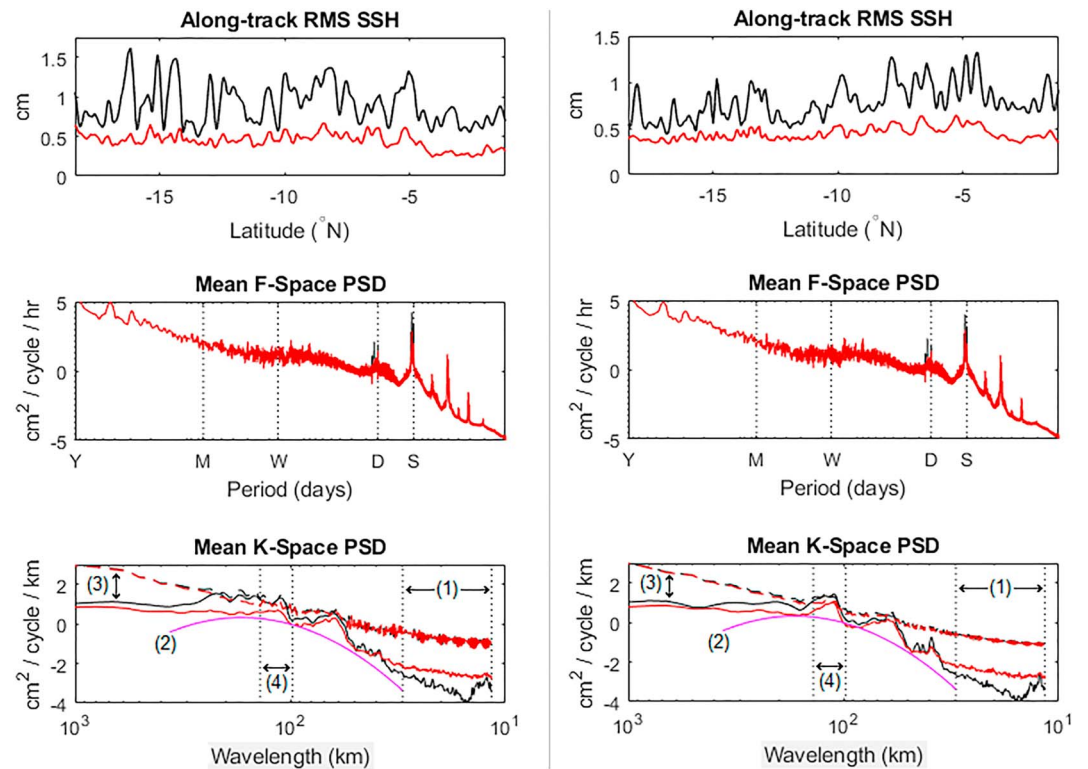 Along-track RMS SSH
1.5
1
0.5
0
cm
-15
-10
-5
Latitude (°N)
Mean F-Space PSD
5
0
-5
cm² / cycle / hr
Y
M
W
D
S
Period (days)
Mean K-Space PSD
2
0
-2
-4
cm² / cycle / km
(3)
(1)
(2)
(4)
10³
10²
10¹
Wavelength (km)
Along-track RMS SSH
1.5
1
0.5
0
cm
-15
-10
-5
Latitude (°N)
Mean F-Space PSD
5
0
-5
cm² / cycle / hr
Y
M
W
D
S
Period (days)
Mean K-Space PSD
2
0
-2
-4
cm² / cycle / km
(3)
(1)
(2)
(4)
10³
10²
10¹
Wavelength (km)